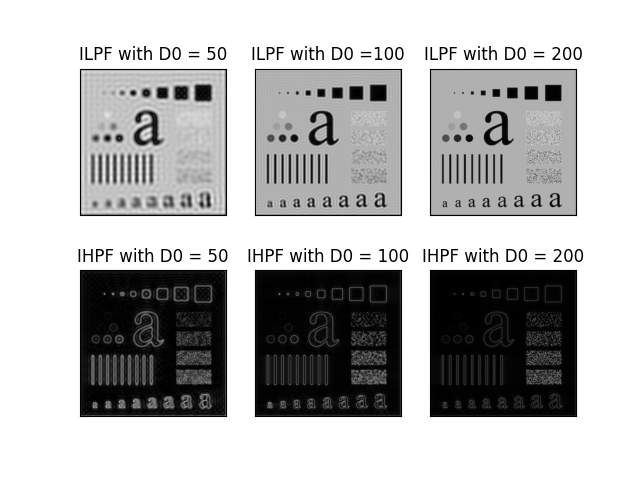 ILPF with D0 = 50
ILPF with D0 =100
ILPF with D0 = 200
a
a
a
a a a a a a a a
a a a a a a a a
a a a a a a a a
IHPF with D0 = 50
IHPF with D0 = 100
IHPF with D0 = 200
a
a
a
a a a a a a a a
a a a a a a a a
a a a a a a a a